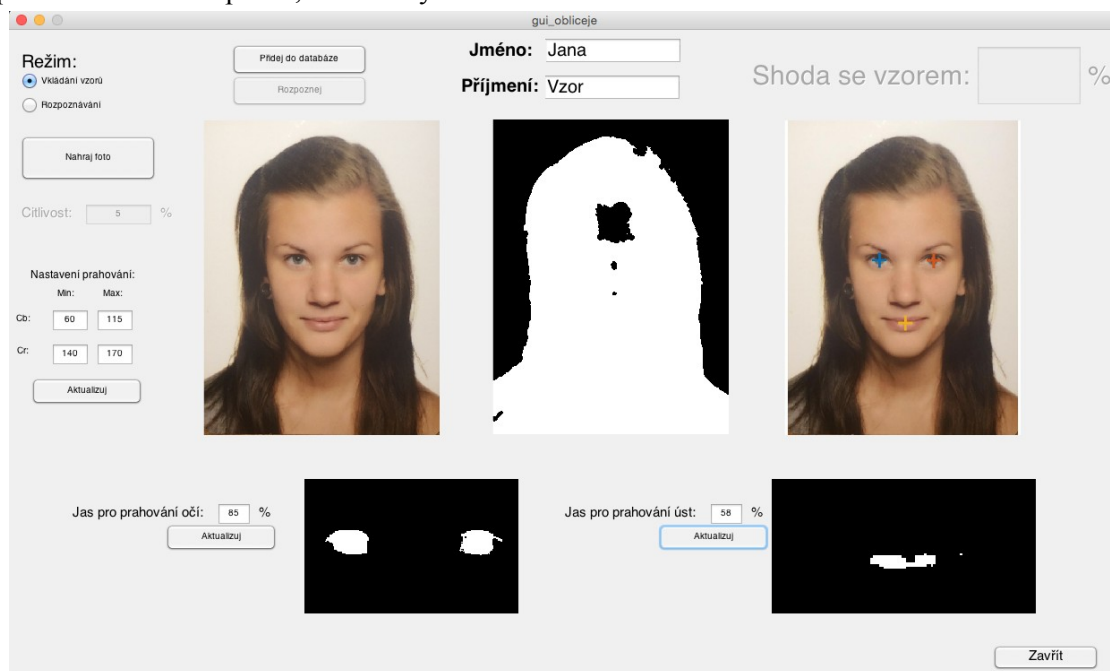 gui_obliceje
Režim:
Vkládání vzorů
Rozpoznávání
Přidej do databáze
Rozpoznej
Jméno: Jana
Příjmení: Vzor
Shoda se vzorem: %
Nahraj foto
Citlivost: 5 %
Nastavení prahování:
Min: Max:
Cb: 60 115
Cr: 140 170
Aktualizuj
Jas pro prahování očí: 85 %
Aktualizuj
Jas pro prahování úst: 58 %
Aktualizuj
Zavřít